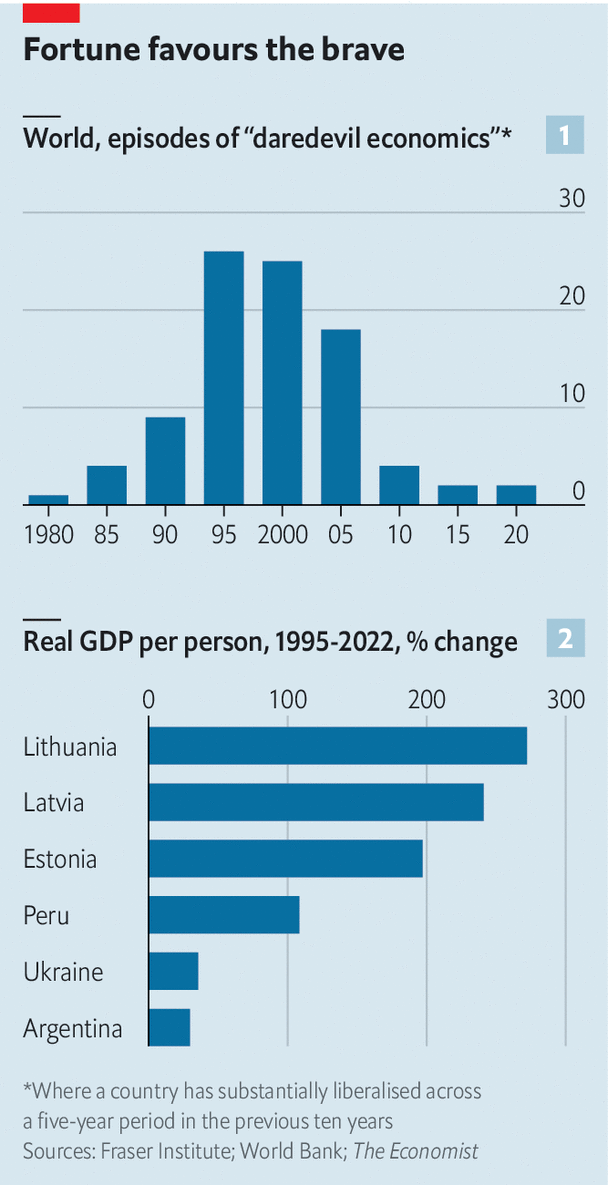 Fortune favours the brave
World, episodes of “daredevil economics”*
1
30
20
10
0
1980 85 90 95 2000 05 10 15 20
Real GDP per person, 1995-2022, % change
2
0 100 200 300
Lithuania
Latvia
Estonia
Peru
Ukraine
Argentina
*Where a country has substantially liberalised across
a five-year period in the previous ten years
Sources: Fraser Institute; World Bank; The Economist